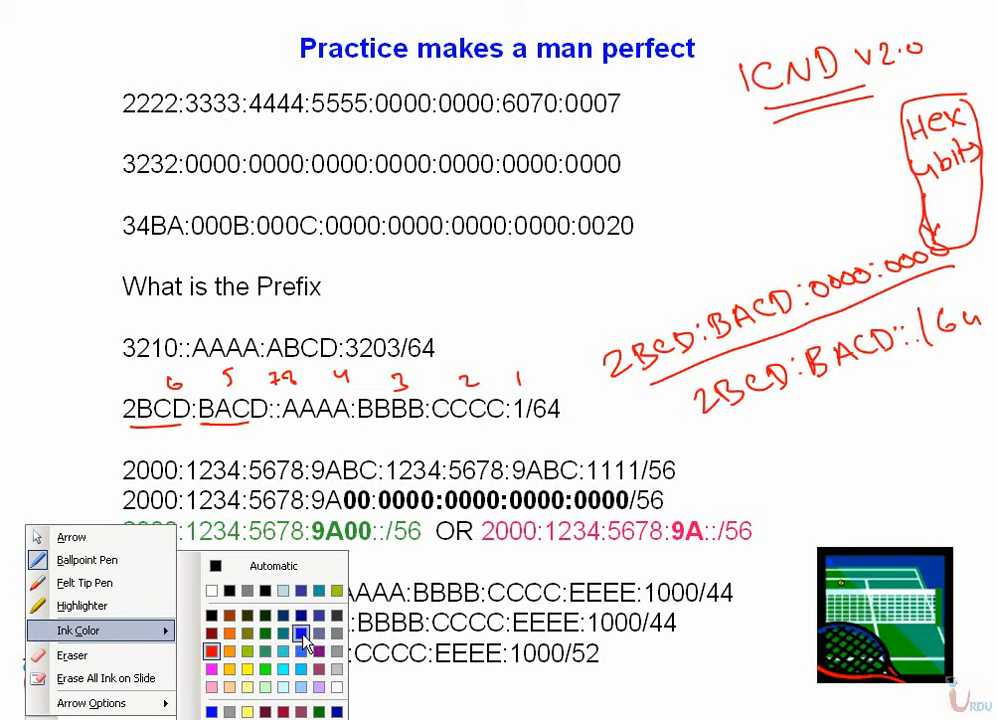 Practice makes a man perfect
ICND v2.0
2222:3333:4444:5555:0000:0000:6070:0007
Hex
4bits
3232:0000:0000:0000:0000:0000:0000:0000
34BA:000B:000C:0000:0000:0000:0000:0020
What is the Prefix
2BCD:BACD:0000:0000
3210::AAAA:ABCD:3203/64
2BCD:BACD::/64
6 5 78 4 3 2 1
2BCD:BACD::AAAA:BBBB:CCCC:1/64
2000:1234:5678:9ABC:1234:5678:9ABC:1111/56
2000:1234:5678:9A00:0000:0000:0000:0000/56
:1234:5678:9A00::/56 OR 2000:1234:5678:9A::/56
AAA:BBBB:CCCC:EEEE:1000/44
:BBBB:CCCC:EEEE:1000/44
:CCCC:EEEE:1000/52
Arrow
Ballpoint Pen
Felt Tip Pen
Highlighter
Ink Color
Eraser
Erase All Ink on Slide
Arrow Options
Automatic
URDU